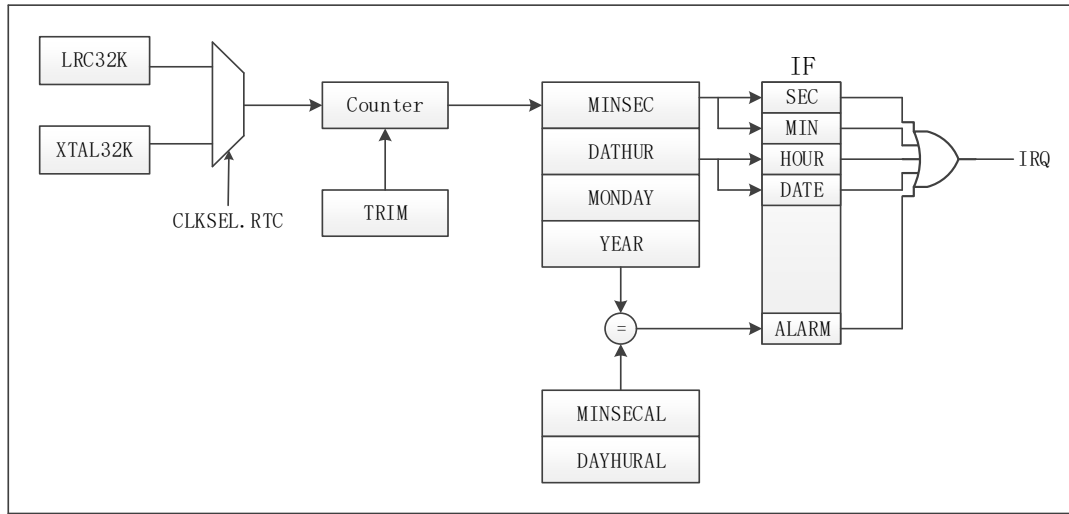 LRC32K
XTAL32K
CLKSEL.RTC
Counter
TRIM
MINSEC
DATHUR
MONDAY
YEAR
=
MINSECAL
DAYHURAL
IF
SEC
MIN
HOUR
DATE
ALARM
IRQ